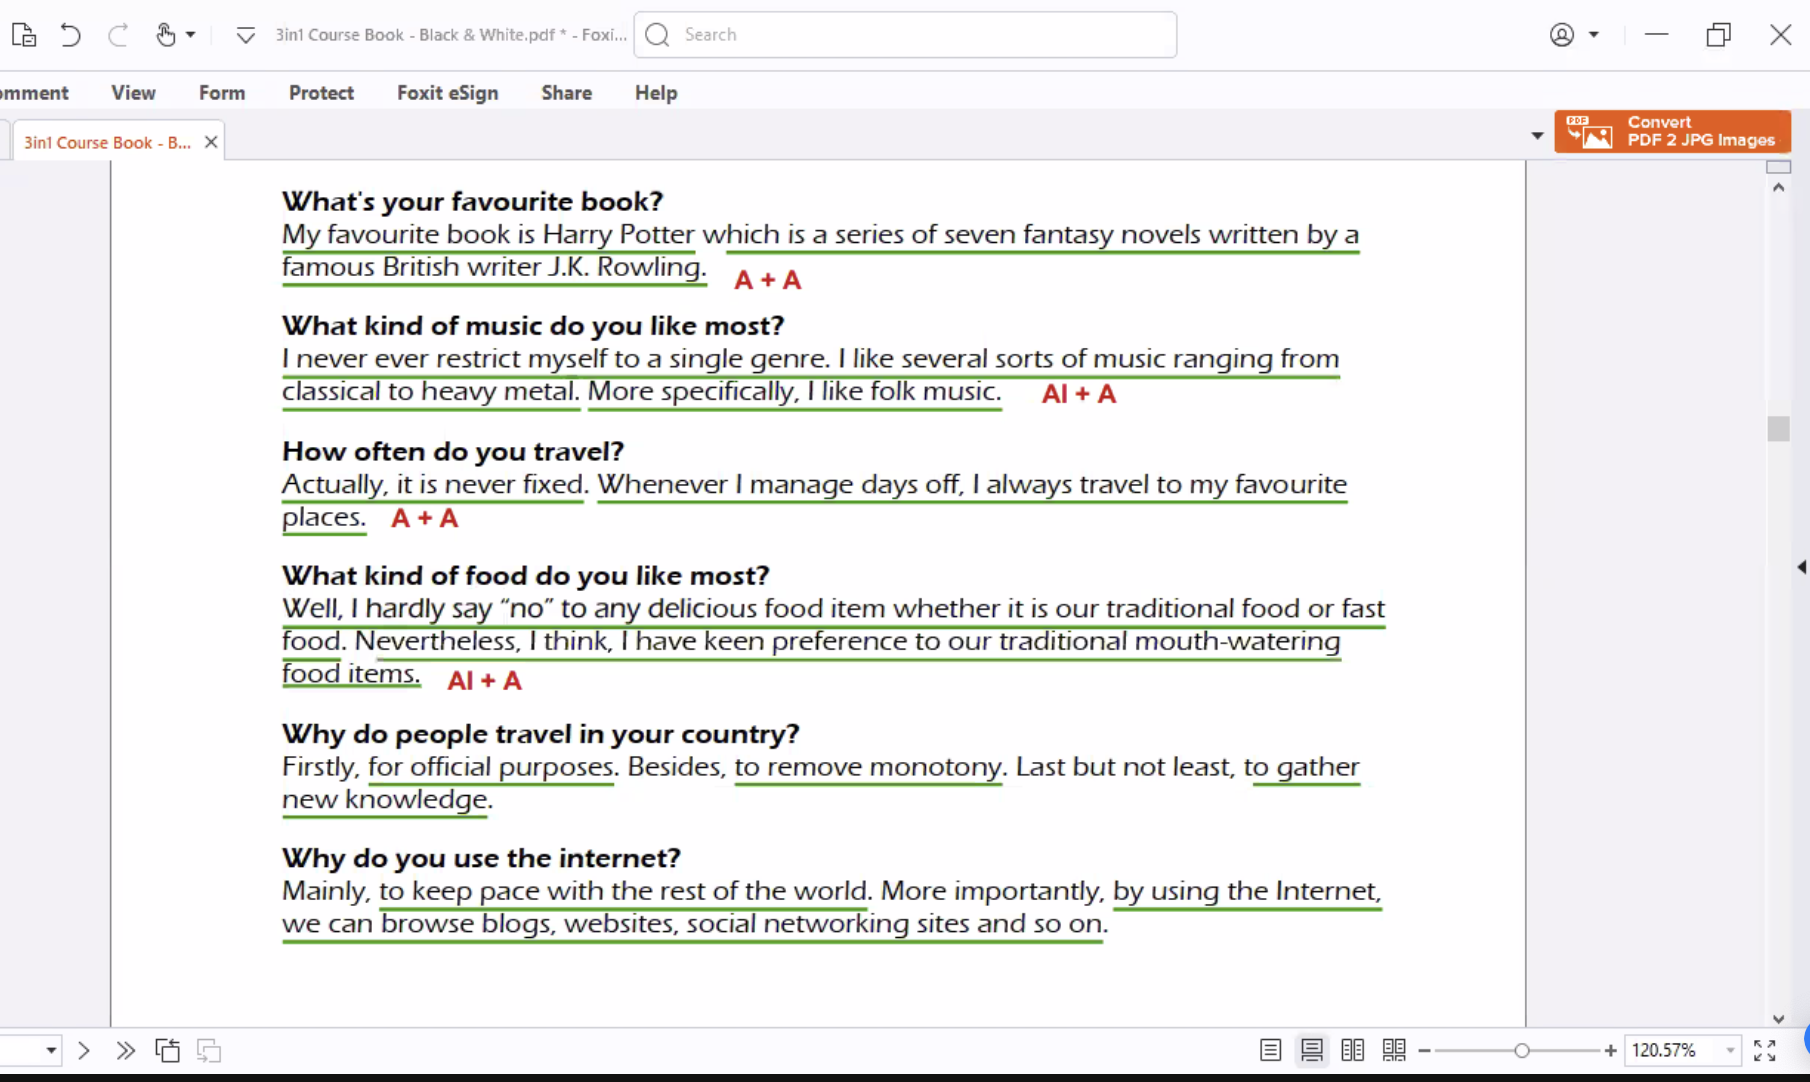 3in1 Course Book - Black & White.pdf * - Foxi...
Search
omment View Form Protect Foxit eSign Share Help
3in1 Course Book - B...
PDF
Convert
PDF 2 JPG Images
What's your favourite book?
My favourite book is Harry Potter which is a series of seven fantasy novels written by a
famous British writer J.K. Rowling. A + A
What kind of music do you like most?
I never ever restrict myself to a single genre. I like several sorts of music ranging from
classical to heavy metal. More specifically, I like folk music. AI + A
How often do you travel?
Actually, it is never fixed. Whenever I manage days off, I always travel to my favourite
places. A + A
What kind of food do you like most?
Well, I hardly say “no” to any delicious food item whether it is our traditional food or fast
food. Nevertheless, I think, I have keen preference to our traditional mouth-watering
food items. AI + A
Why do people travel in your country?
Firstly, for official purposes. Besides, to remove monotony. Last but not least, to gather
new knowledge.
Why do you use the internet?
Mainly, to keep pace with the rest of the world. More importantly, by using the Internet,
we can browse blogs, websites, social networking sites and so on.
120.57%